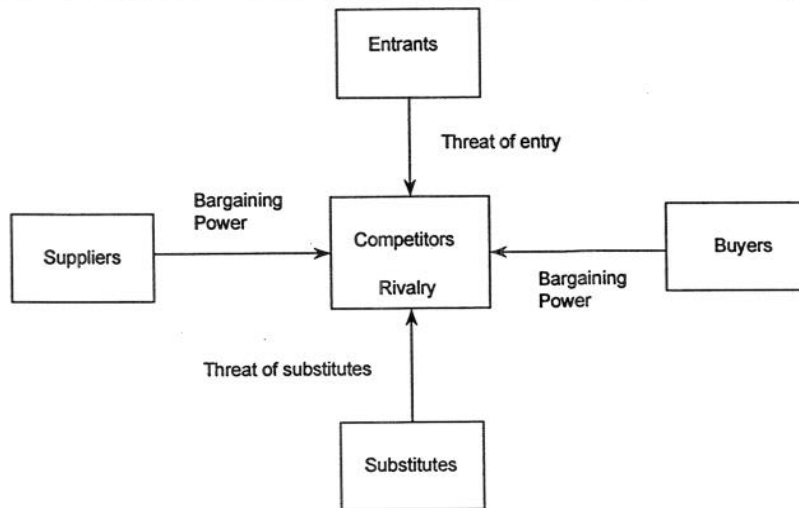 Entrants
Threat of entry
Bargaining
Power
Suppliers
Competitors
Rivalry
Buyers
Bargaining
Power
Threat of substitutes
Substitutes